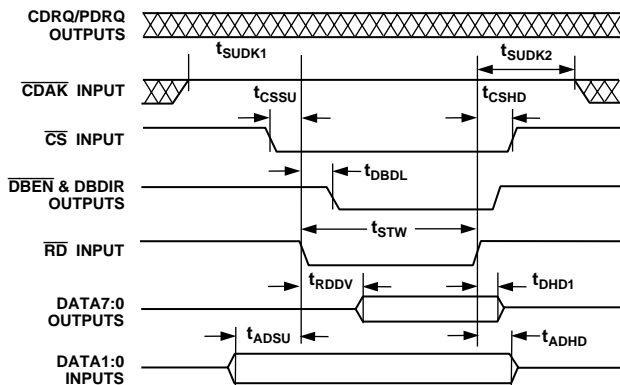 CDRQ/PDRQ
OUTPUTS
tSUDK1
tSUDK2
CDAK INPUT
tCSSU
tCSHD
CS INPUT
tDBDL
DBEN & DBDIR
OUTPUTS
tSTW
RD INPUT
tRDDV
tDHD1
DATA7:0
OUTPUTS
tADSU
tADHD
DATA1:0
INPUTS